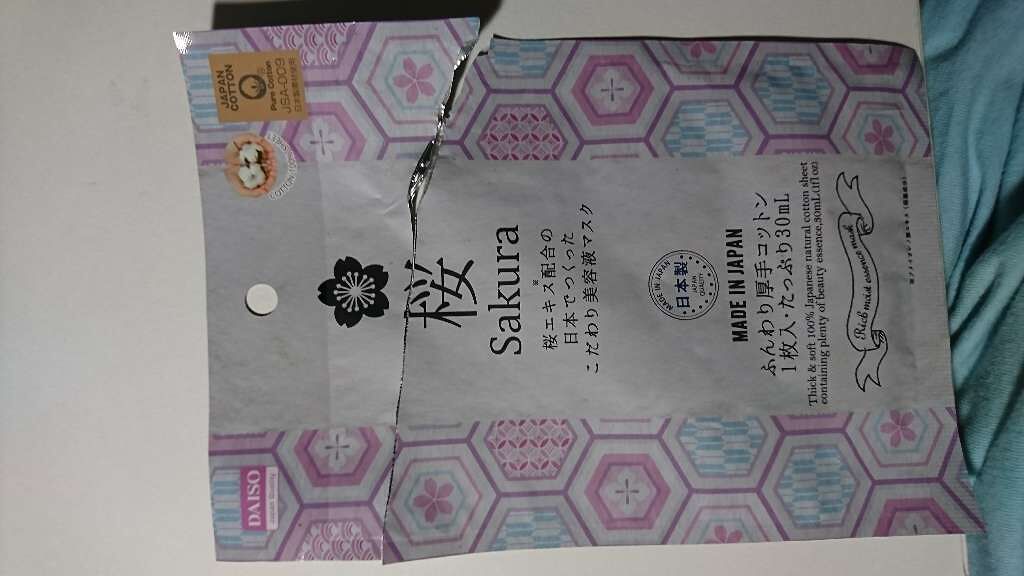 DAISO
JAPAN
COTTON
Pure Cotton
JSA-009
桜
Sakura
桜エキス※配合の
日本でつくった
こだわり美容液マスク
MADE IN JAPAN
日本製
JAPAN
QUALITY
MADE IN JAPAN
ふんわり厚手コットン
1枚入・たっぷり30mL
Thick & soft 100% Japanese natural cotton sheet
containing plenty of beauty essence,30mL(1fl oz)
Rich moist essence mask